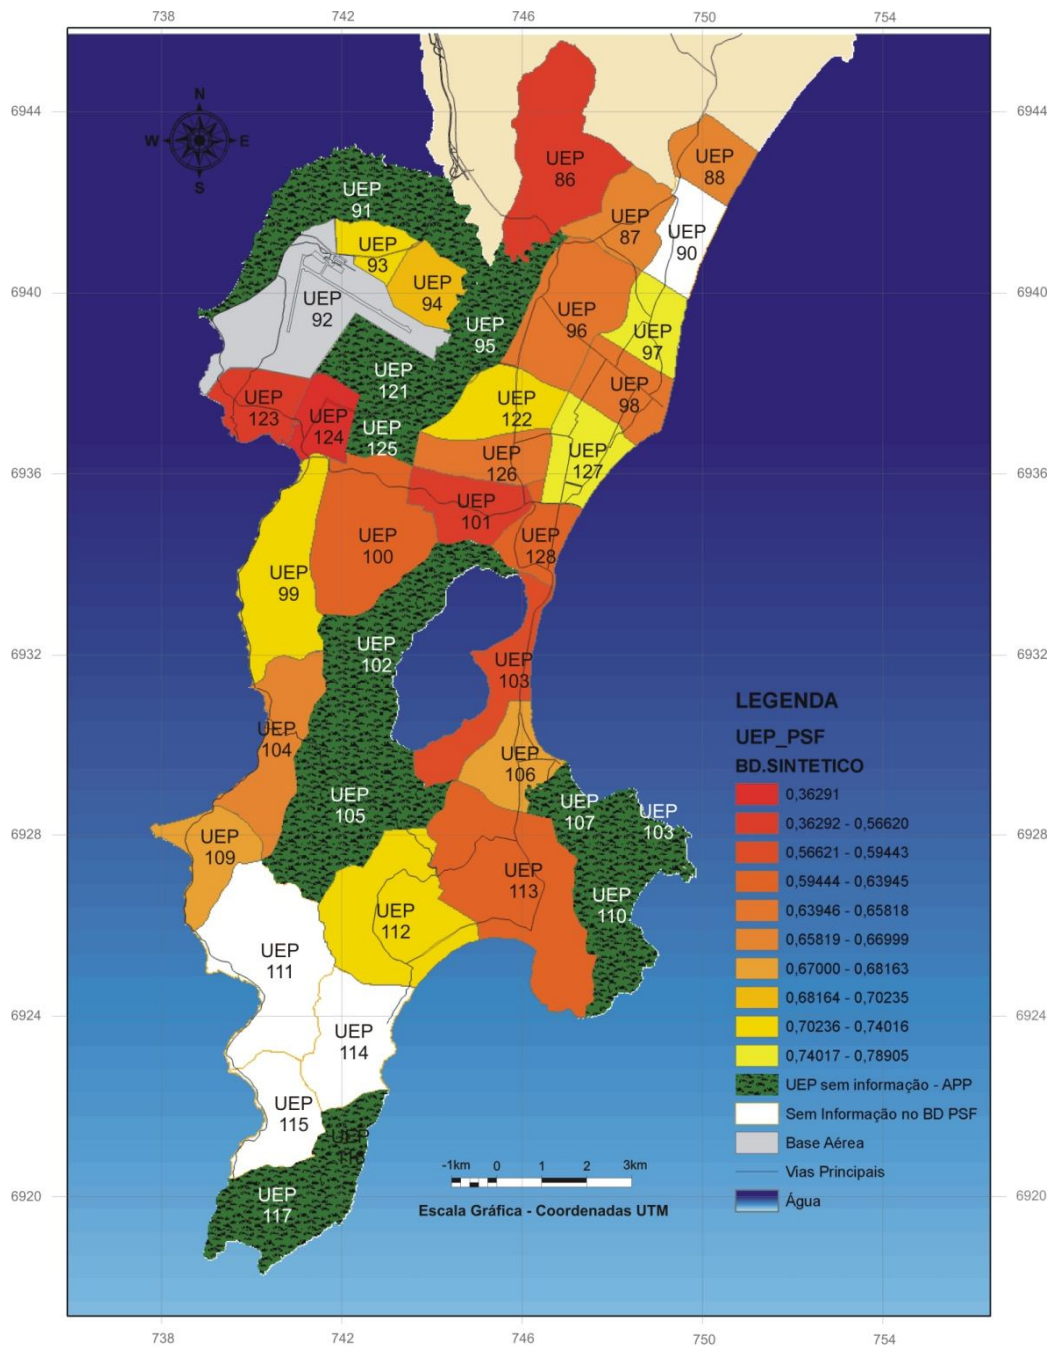 738 742 746 750 754
6944 6944
N
W E
S
UEP
86
UEP
88
UEP
91
UEP
87
UEP
90
UEP
93
UEP
94
6940 6940
UEP
92
UEP
95
UEP
96
UEP
97
UEP
121
UEP
98
UEP
123
UEP
124
UEP
125
UEP
122
UEP
126
UEP
127
6936 6936
UEP
101
UEP
100
UEP
128
UEP
99
UEP
102
6932 6932
UEP
103
UEP
104
UEP
106
UEP
105
UEP
107
UEP
103
6928 6928
UEP
109
UEP
113
UEP
110
UEP
112
UEP
111
6924 6924
UEP
114
UEP
115
UEP
UEP
117
6920 6920
LEGENDA
UEP_PSF
BD.SINTETICO
0,36291
0,36292 - 0,56620
0,56621 - 0,59443
0,59444 - 0,63945
0,63946 - 0,65818
0,65819 - 0,66999
0,67000 - 0,68163
0,68164 - 0,70235
0,70236 - 0,74016
0,74017 - 0,78905
UEP sem informação - APP
Sem Informação no BD PSF
Base Aérea
Vias Principais
Água
-1km 0 1 2 3km
Escala Gráfica - Coordenadas UTM
738 742 746 750 754